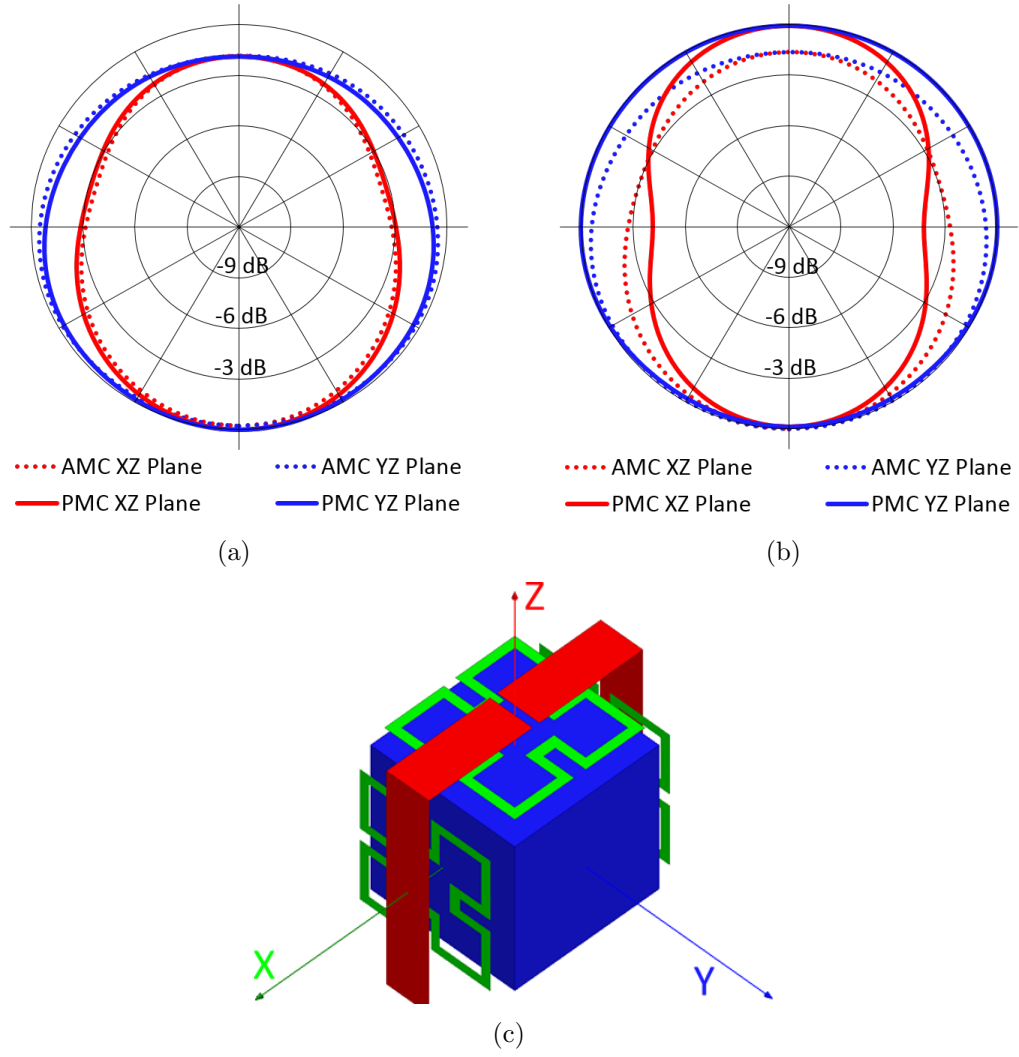 -9 dB
-6 dB
-3 dB
AMC XZ Plane
AMC YZ Plane
PMC XZ Plane
PMC YZ Plane
(a)
-9 dB
-6 dB
-3 dB
AMC XZ Plane
AMC YZ Plane
PMC XZ Plane
PMC YZ Plane
(b)
Z
X
Y
(c)